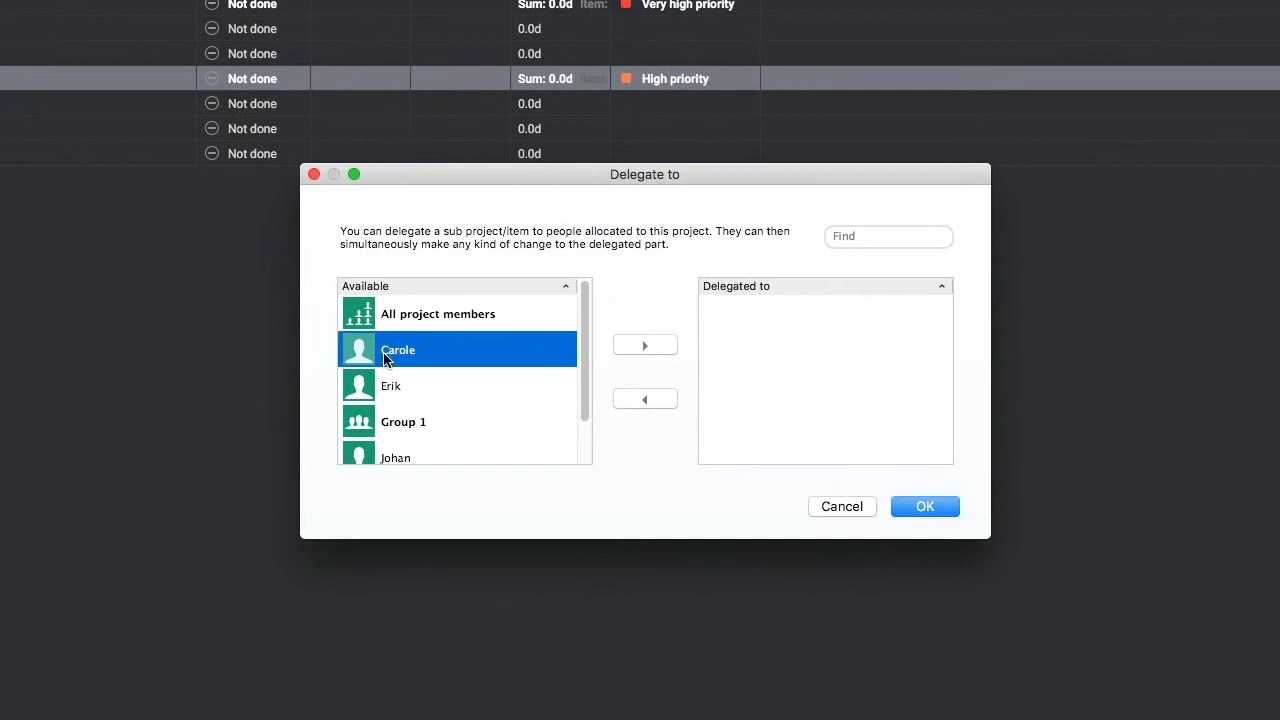 Not done Sum: 0.0d Item: Very high priority
Not done 0.0d
Not done 0.0d
Not done Sum: 0.0d Item: High priority
Not done 0.0d
Not done 0.0d
Not done 0.0d
Delegate to
You can delegate a sub project/item to people allocated to this project. They can then
simultaneously make any kind of change to the delegated part.
Find
Available
All project members
Carole
Erik
Group 1
Johan
Delegated to
Cancel OK